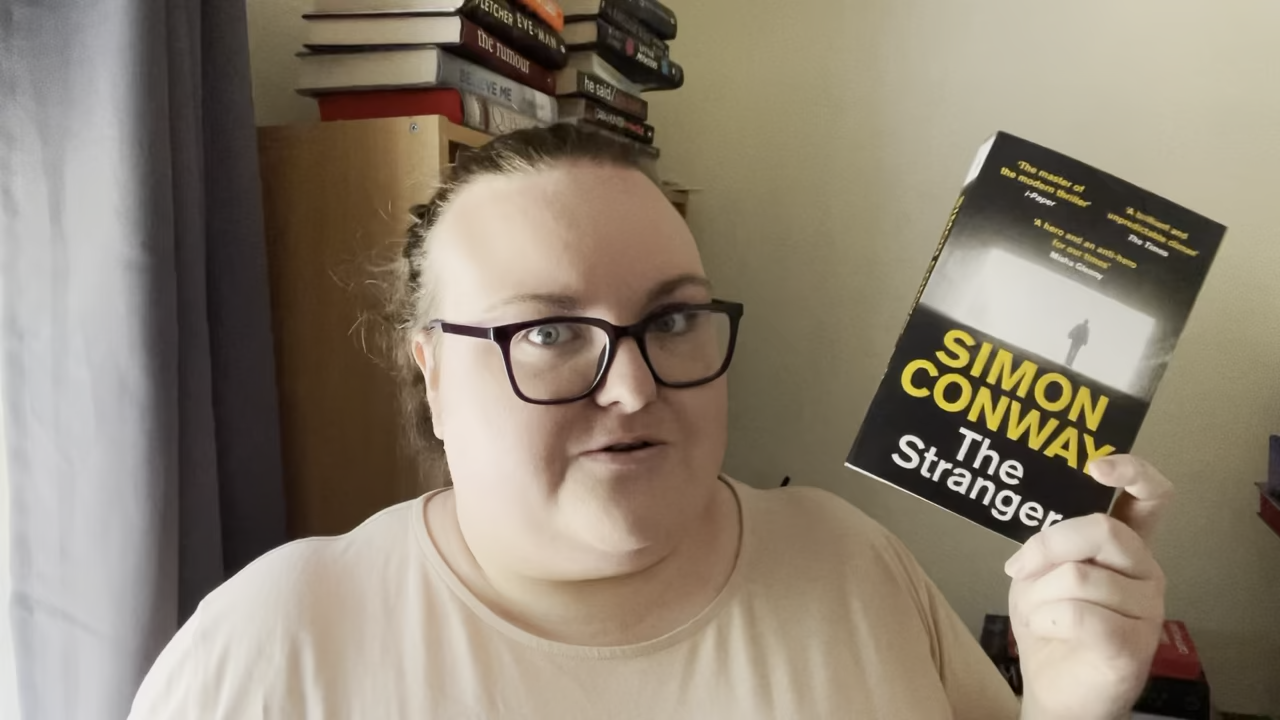 FLETCHER EVE-MAN
the rumour
BELIEVE ME
he said/
'The master of
the modern thriller'
i-Paper
'A brilliant and
unpredictable climax'
The Times
'A hero and an anti-hero
for our times'
Misha Glenny
SIMON
CONWAY
The
Stranger